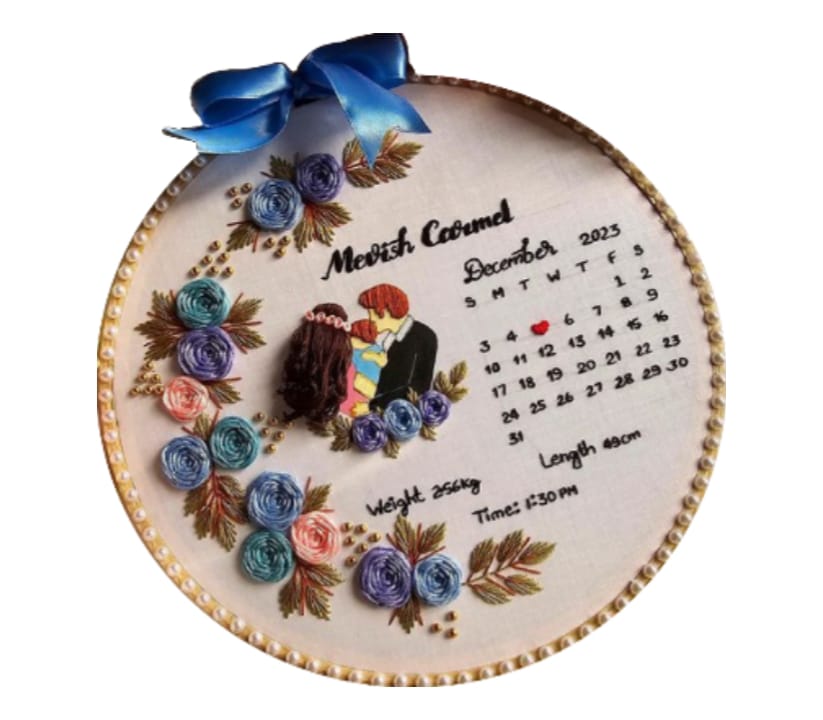 Mevish Carmel
December 2023
S M T W T F S
1 2
3 4 6 7 8 9
10 11 12 13 14 15 16
17 18 19 20 21 22 23
24 25 26 27 28 29 30
31
Length 49cm
Weight 2.56kg
Time: 1:30 PM